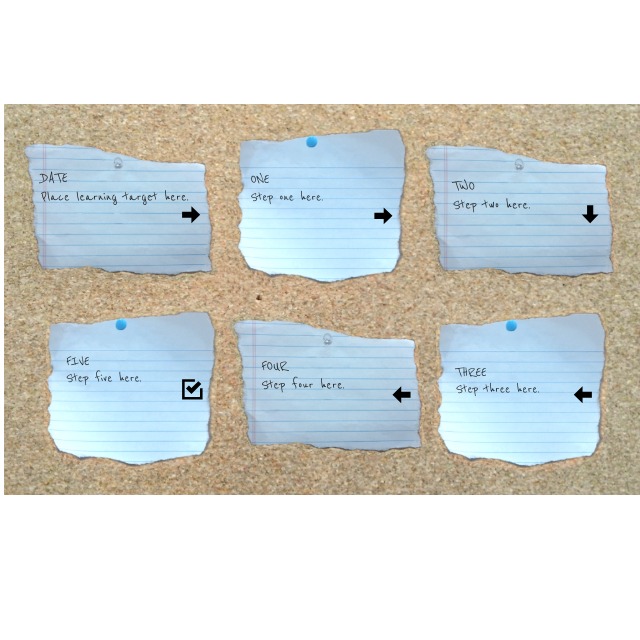 DATE
Place learning target here.
ONE
Step one here.
TWO
Step two here.
THREE
Step three here.
FOUR
Step four here.
FIVE
Step five here.